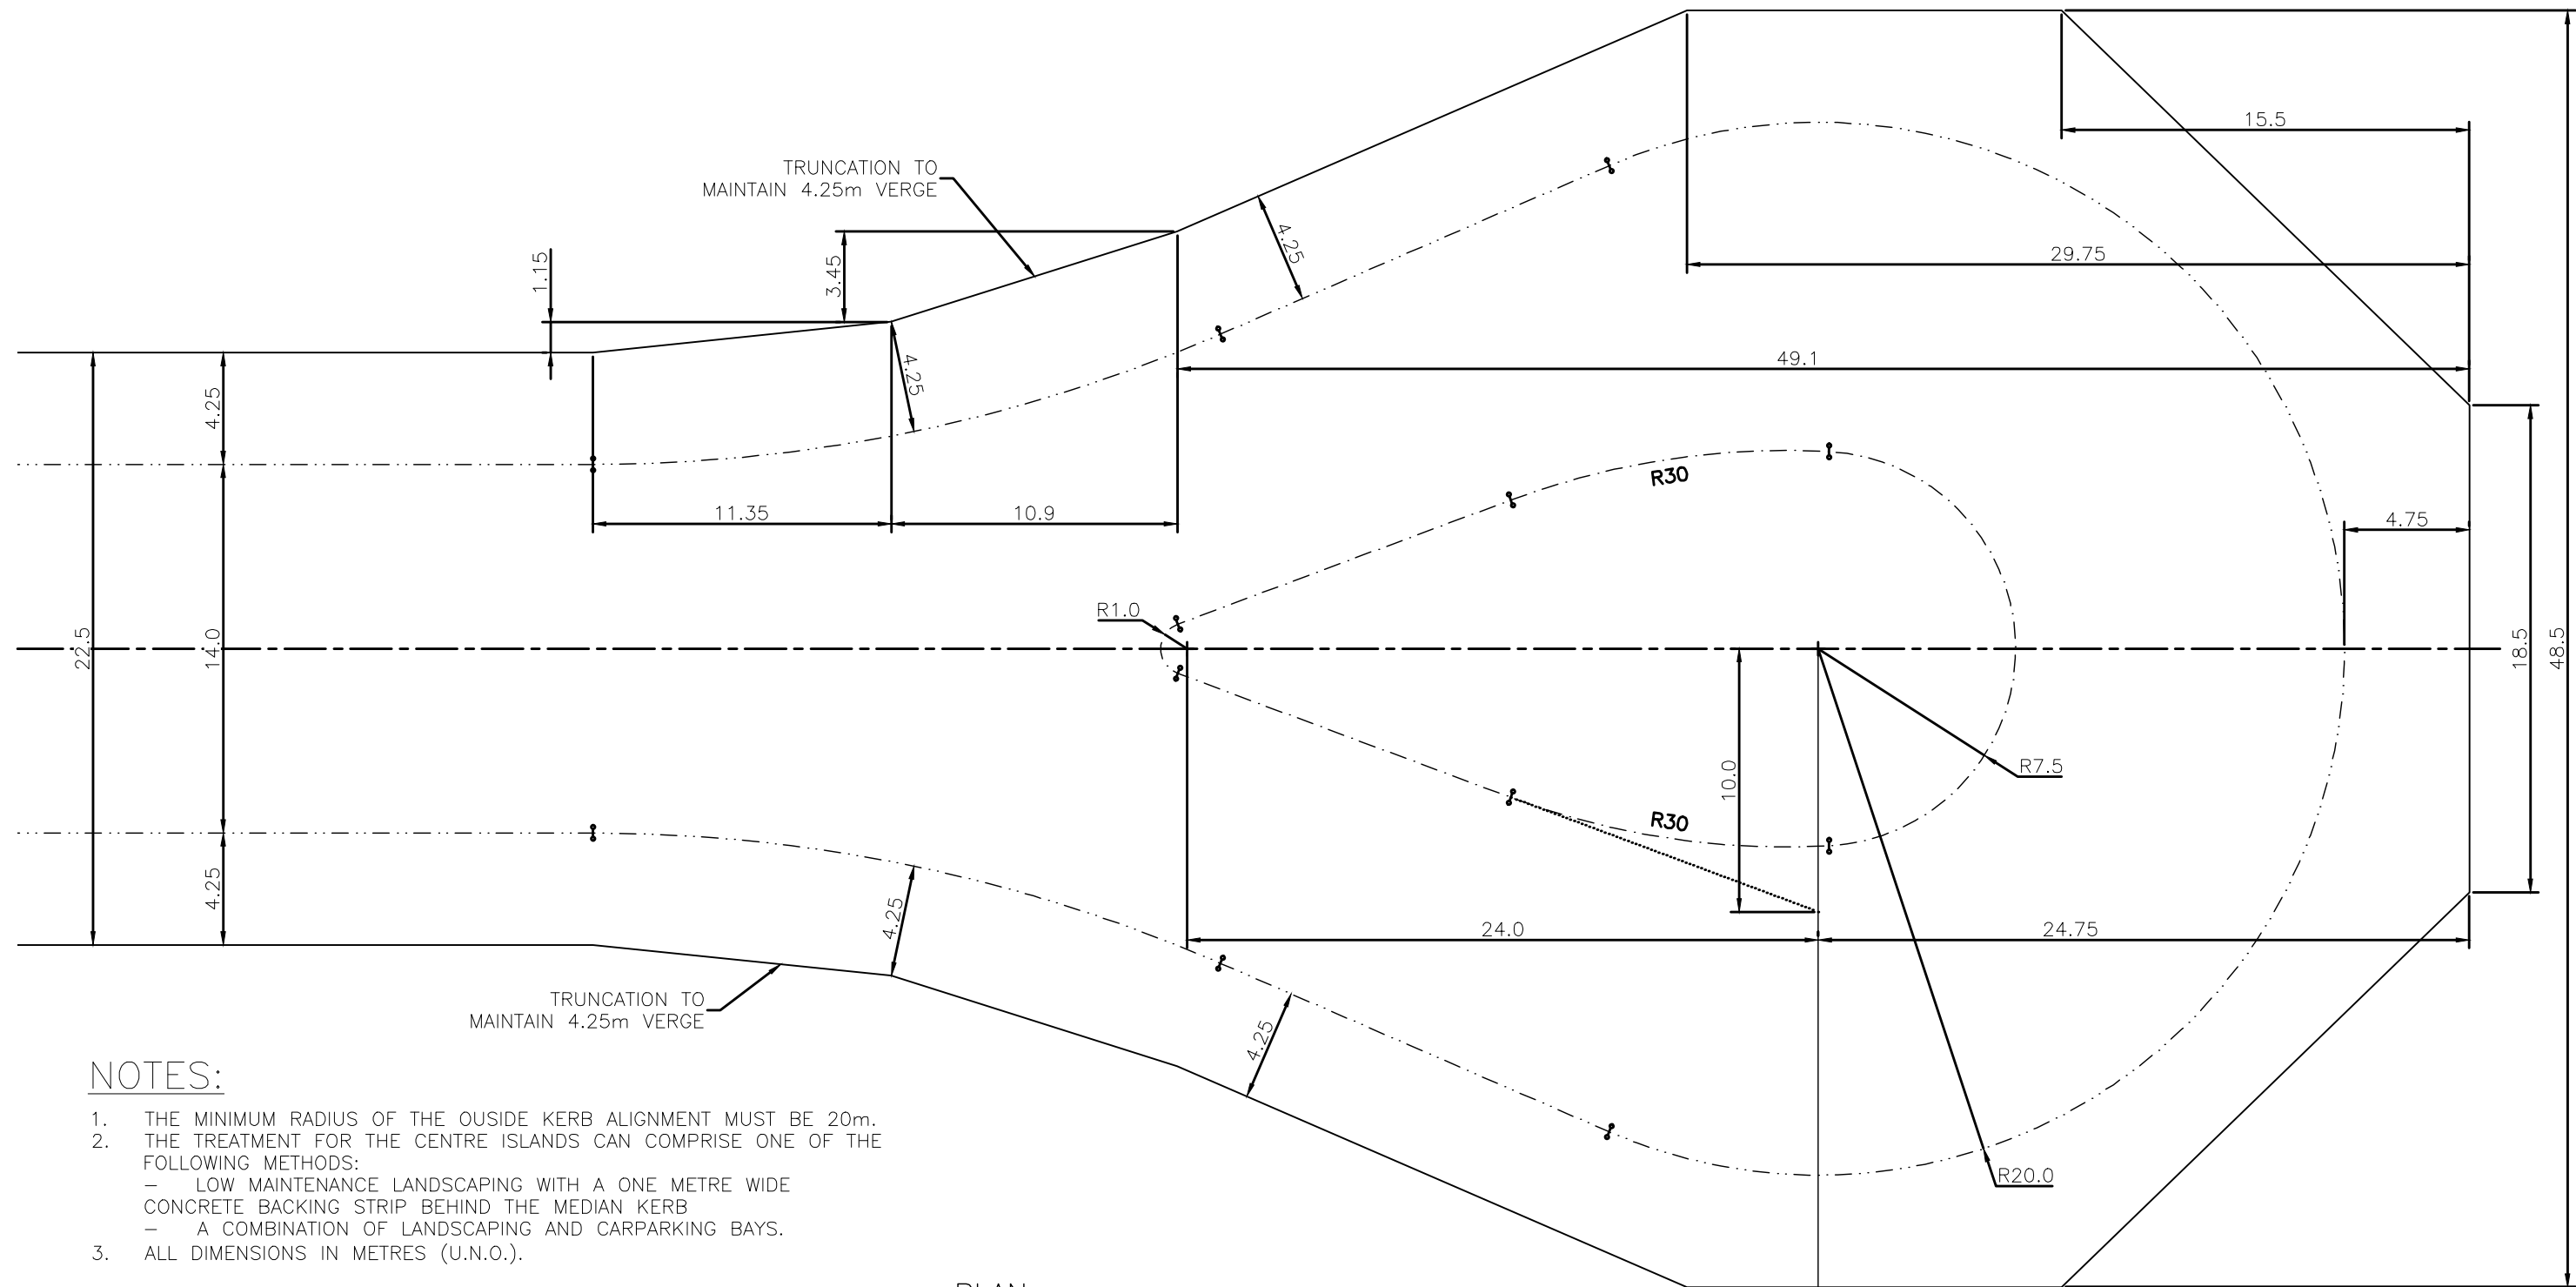 15.5
TRUNCATION TO
MAINTAIN 4.25m VERGE
4.25
29.75
1.15
3.45
49.1
4.25
4.25
R30
11.35
10.9
4.75
R1.0
22.5
14.0
18.5
48.5
10.0
R7.5
R30
4.25
4.25
24.0
24.75
TRUNCATION TO
MAINTAIN 4.25m VERGE
4.25
R20.0
NOTES:
1. THE MINIMUM RADIUS OF THE OUSIDE KERB ALIGNMENT MUST BE 20m.
2. THE TREATMENT FOR THE CENTRE ISLANDS CAN COMPRISE ONE OF THE
FOLLOWING METHODS:
– LOW MAINTENANCE LANDSCAPING WITH A ONE METRE WIDE
CONCRETE BACKING STRIP BEHIND THE MEDIAN KERB
– A COMBINATION OF LANDSCAPING AND CARPARKING BAYS.
3. ALL DIMENSIONS IN METRES (U.N.O.).
PLAN